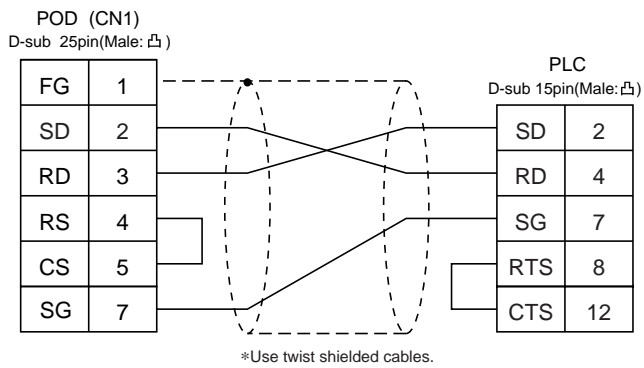 POD (CN1)
D-sub 25pin(Male: 凸)
FG 1
SD 2
RD 3
RS 4
CS 5
SG 7
PLC
D-sub 15pin(Male:凸)
SD 2
RD 4
SG 7
RTS 8
CTS 12
*Use twist shielded cables.